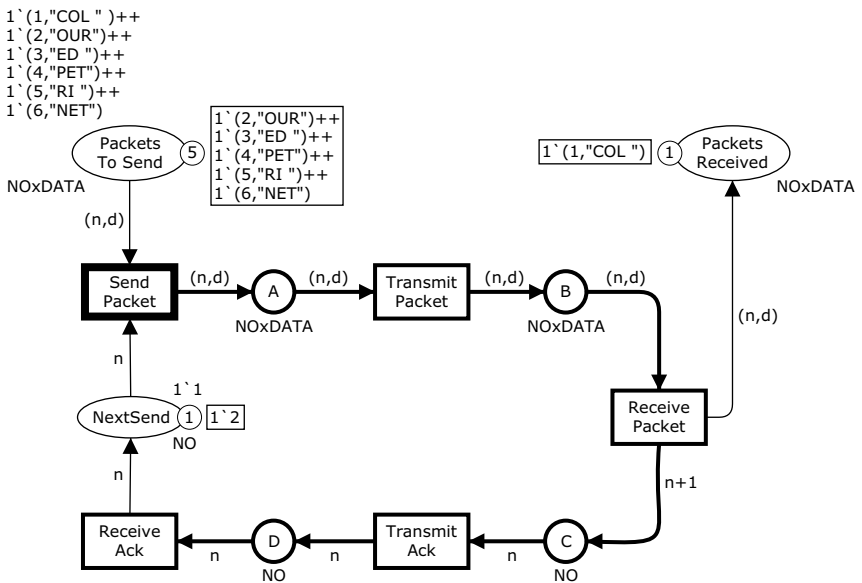 1`(1,"COL " )++
1`(2,"OUR")++
1`(3,"ED ")++
1`(4,"PET")++
1`(5,"RI ")++
1`(6,"NET")
Packets
To Send
5
1`(2,"OUR")++
1`(3,"ED ")++
1`(4,"PET")++
1`(5,"RI ")++
1`(6,"NET")
NOxDATA
1`(1,"COL ")
1
Packets
Received
NOxDATA
(n,d)
Send
Packet
(n,d)
A
NOxDATA
(n,d)
Transmit
Packet
(n,d)
B
NOxDATA
(n,d)
(n,d)
n
1`1
NextSend
1
1`2
NO
Receive
Packet
n
n+1
Receive
Ack
n
D
NO
n
Transmit
Ack
n
C
NO